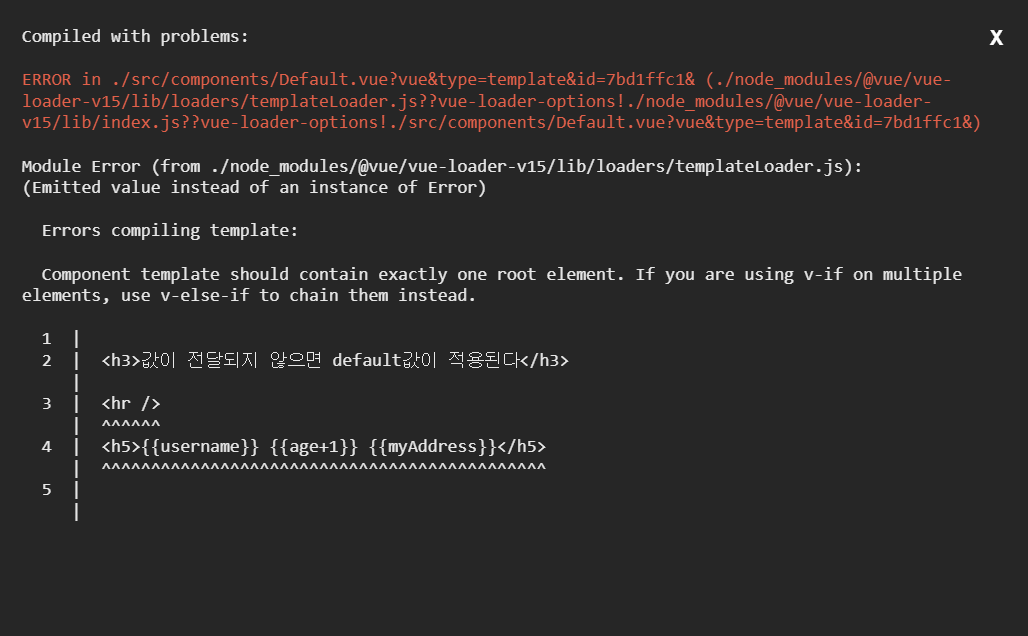 Compiled with problems:
X
ERROR in ./src/components/Default.vue?vue&type=template&id=7bd1ffc1& (./node_modules/@vue/vue-
loader-v15/lib/loaders/templateLoader.js??vue-loader-options!./node_modules/@vue/vue-loader-
v15/lib/index.js??vue-loader-options!./src/components/Default.vue?vue&type=template&id=7bd1ffc1&)
Module Error (from ./node_modules/@vue/vue-loader-v15/lib/loaders/templateLoader.js):
(Emitted value instead of an instance of Error)
Errors compiling template:
Component template should contain exactly one root element. If you are using v-if on multiple
elements, use v-else-if to chain them instead.
1 |
2 | <h3>값이 전달되지 않으면 default값이 적용된다</h3>
|
3 | <hr />
| ^^^^^^
4 | <h5>{{username}} {{age+1}} {{myAddress}}</h5>
| ^^^^^^^^^^^^^^^^^^^^^^^^^^^^^^^^^^^^^^^^^^^^^
5 |
|